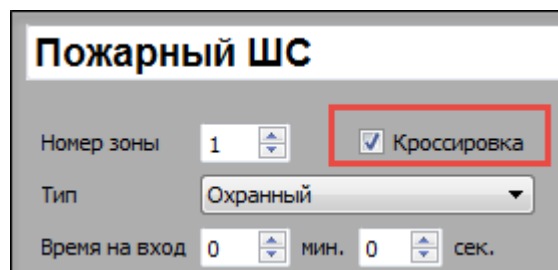 Пожарный ШС
Номер зоны 1 Кроссировка
Тип Охранный
Время на вход 0 мин. 0 сек.